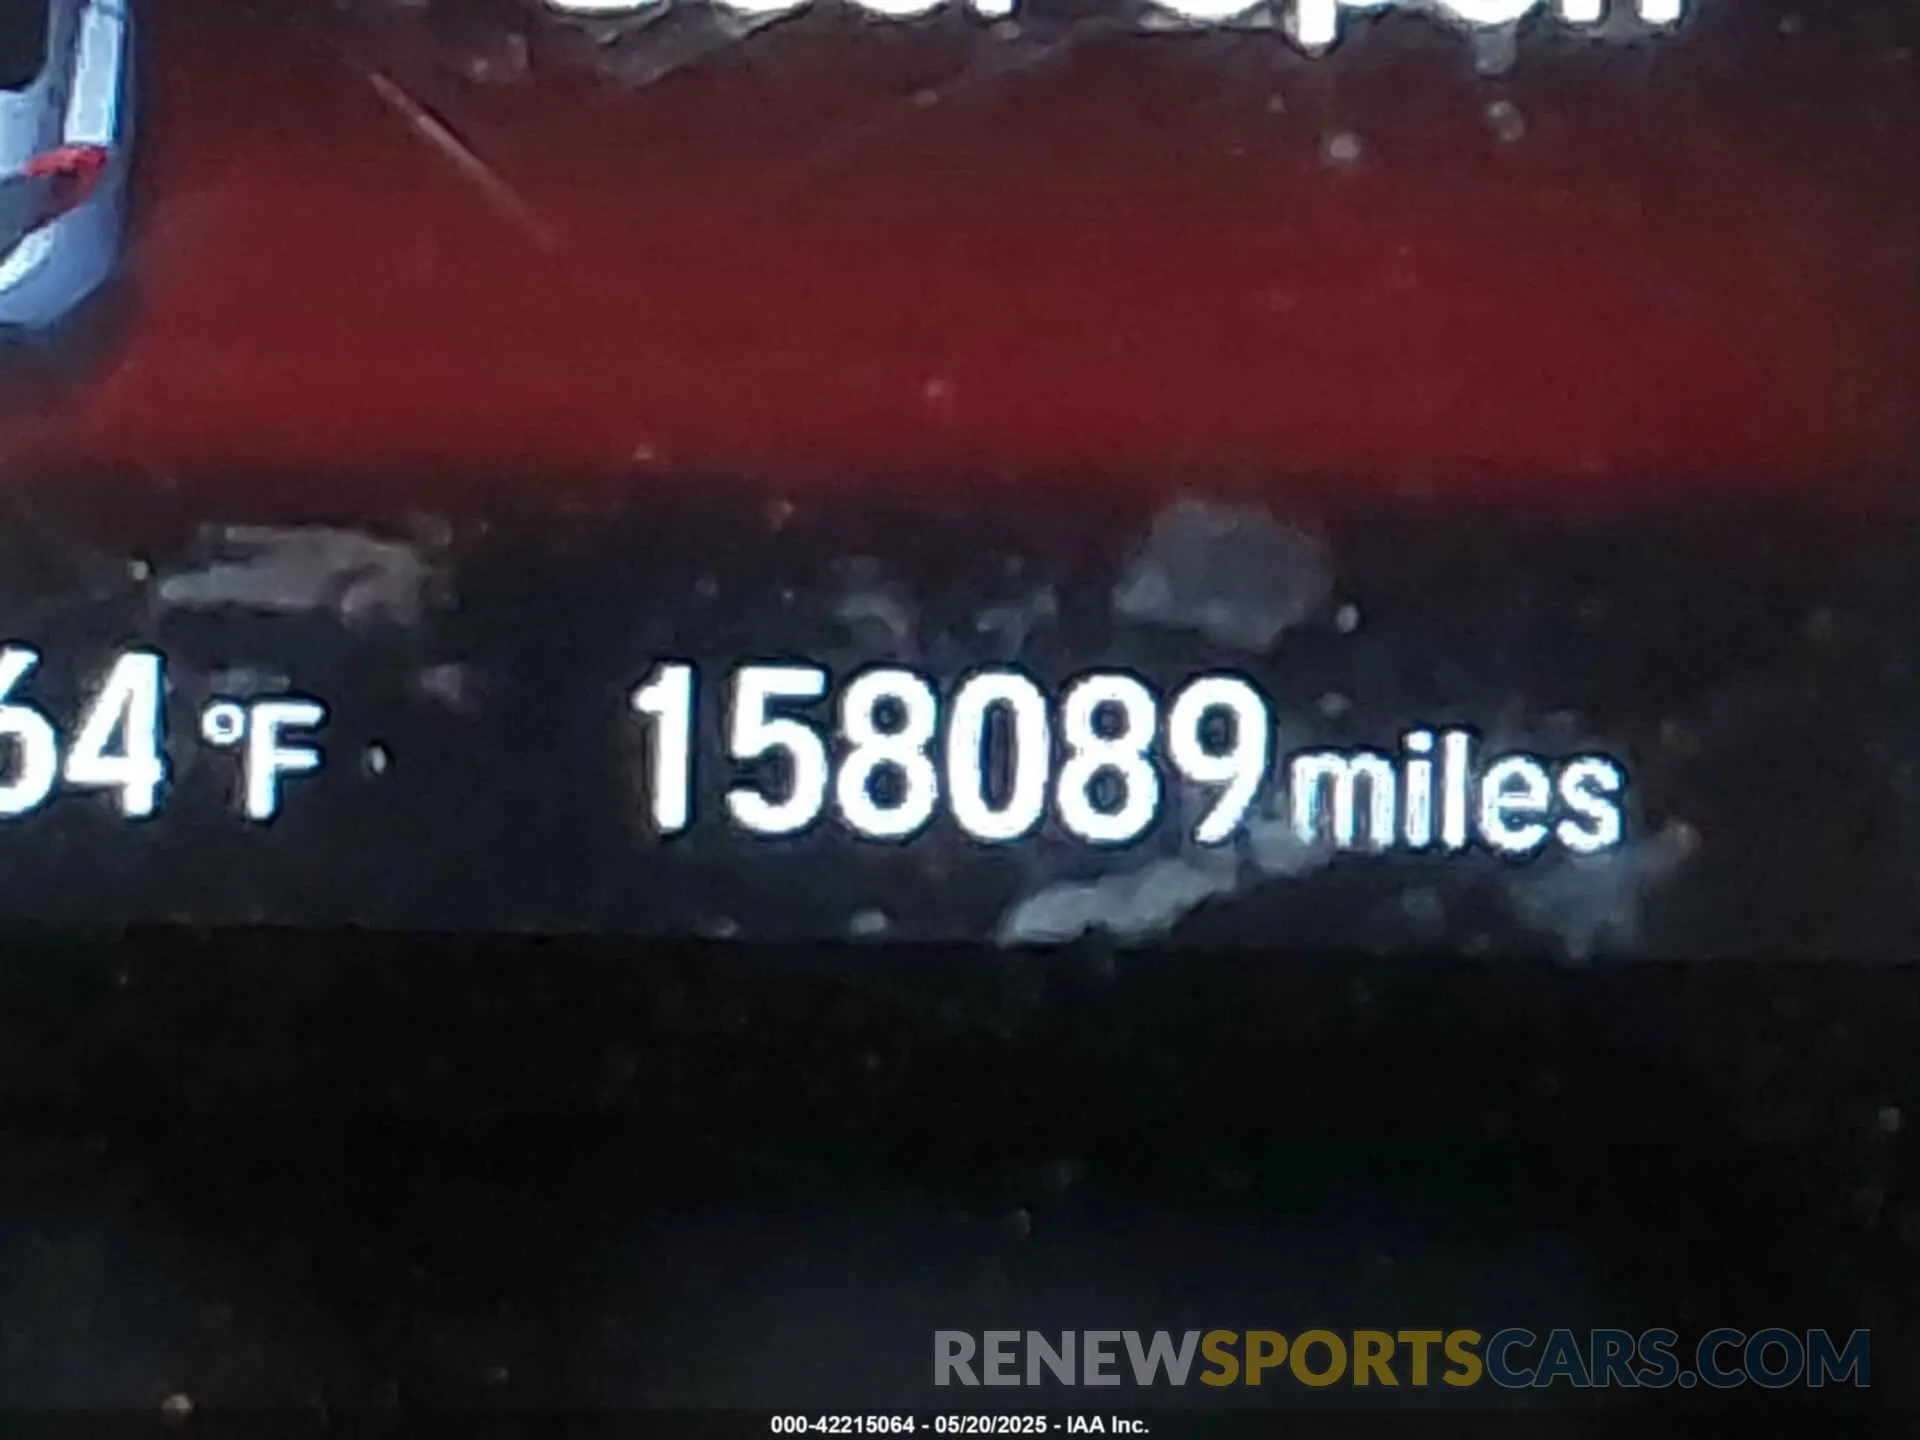 64 °F 158089 miles
RENEWSPORTSCARS.COM
000-42215064 - 05/20/2025 - IAA Inc.